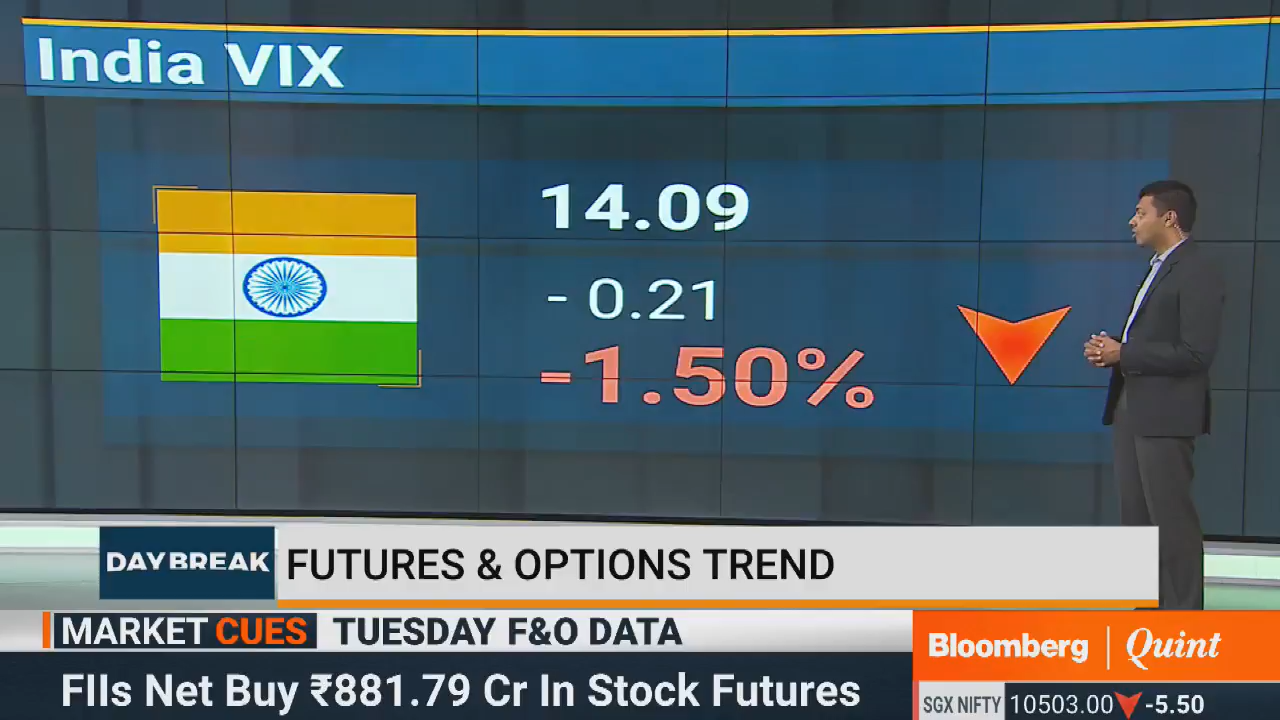 India VIX
14.09
- 0.21
-1.50%
DAYBREAK
FUTURES & OPTIONS TREND
MARKET CUES
TUESDAY F&O DATA
FIIs Net Buy ₹881.79 Cr In Stock Futures
Bloomberg | Quint
SGX NIFTY 10503.00 -5.50